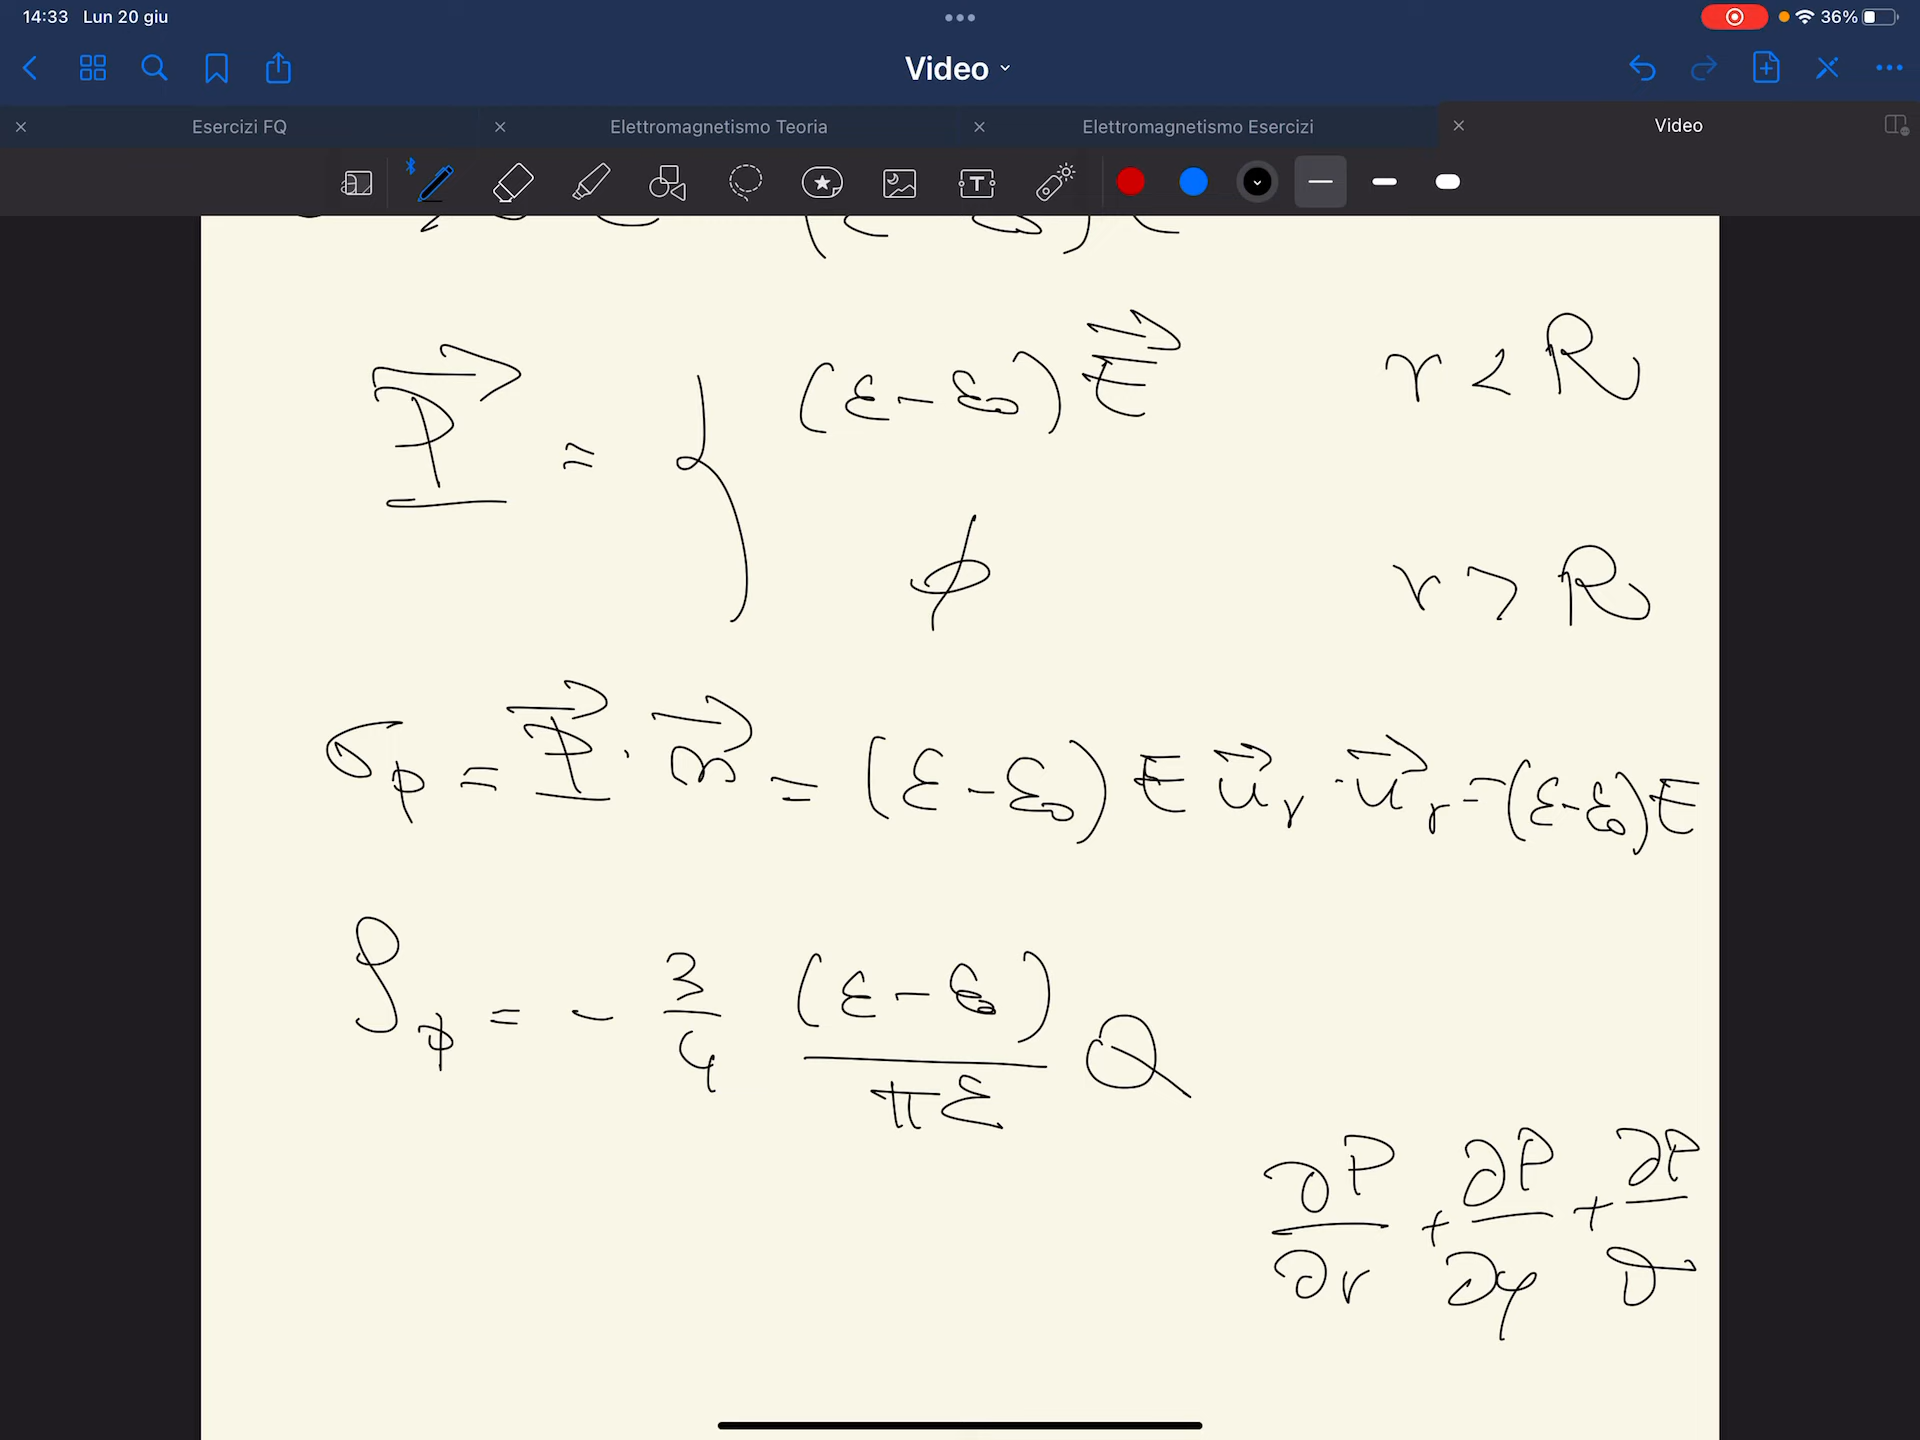 14:33 Lun 20 giu 36%
Video
Esercizi FQ Elettromagnetismo Teoria Elettromagnetismo Esercizi Video
P⃗ = { (ε - ε₀) E⃗ r < R
ϕ r > R
σ_p = P⃗ · n⃗ = (ε - ε₀) E u⃗_r · u⃗_r = (ε - ε₀) E
ρ_p = - 3/4 (ε - ε₀)/(πε) Q
∂P/∂r + ∂P/∂φ + ∂P/∂